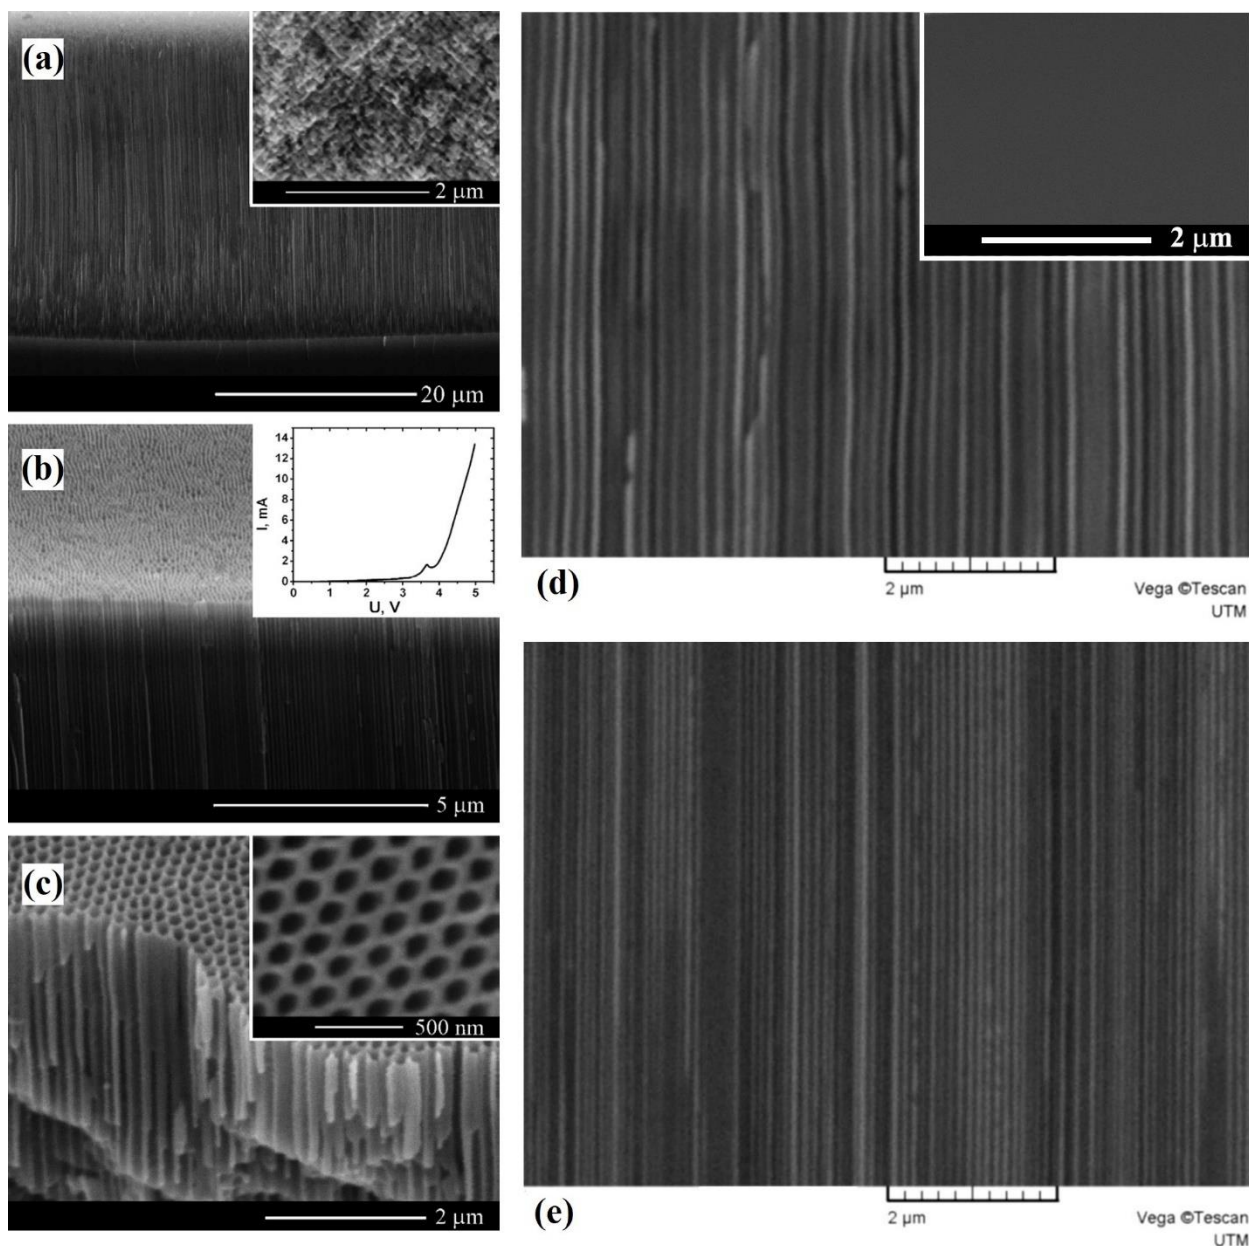 (a)
2 μm
20 μm
(b)
I, mA
14
12
10
8
6
4
2
0
0 1 2 3 4 5
U, V
5 μm
(c)
500 nm
2 μm
2 μm
(d)
2 μm
Vega ©Tescan
UTM
(e)
2 μm
Vega ©Tescan
UTM